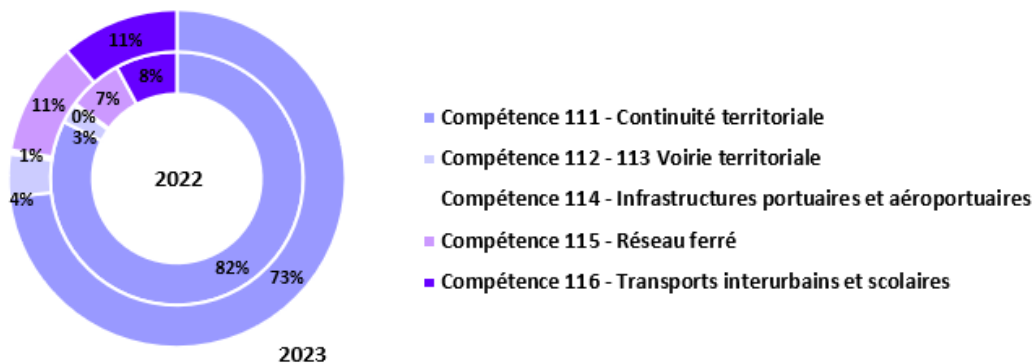 11%
8%
11%
7%
0%
3%
1%
4%
2022
82%
73%
2023
Compétence 111 - Continuité territoriale
Compétence 112 - 113 Voirie territoriale
Compétence 114 - Infrastructures portuaires et aéroportuaires
Compétence 115 - Réseau ferré
Compétence 116 - Transports interurbains et scolaires